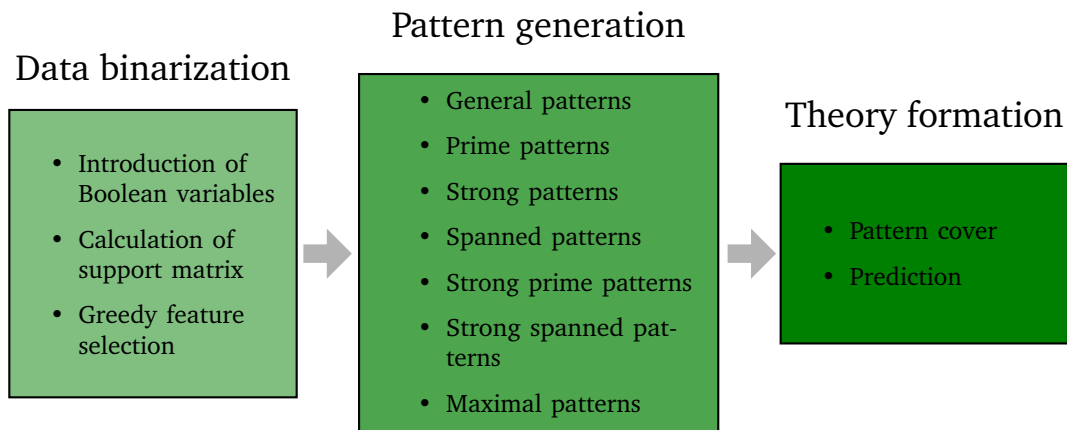 Data binarization
• Introduction of
Boolean variables
• Calculation of
support matrix
• Greedy feature
selection
Pattern generation
• General patterns
• Prime patterns
• Strong patterns
• Spanned patterns
• Strong prime patterns
• Strong spanned pat-
terns
• Maximal patterns
Theory formation
• Pattern cover
• Prediction